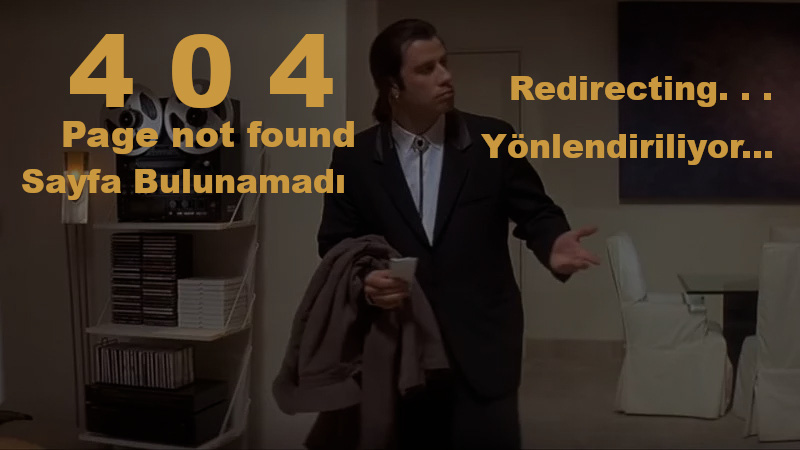 4 0 4
Page not found
Sayfa Bulunamadı
Redirecting. . .
Yönlendiriliyor...